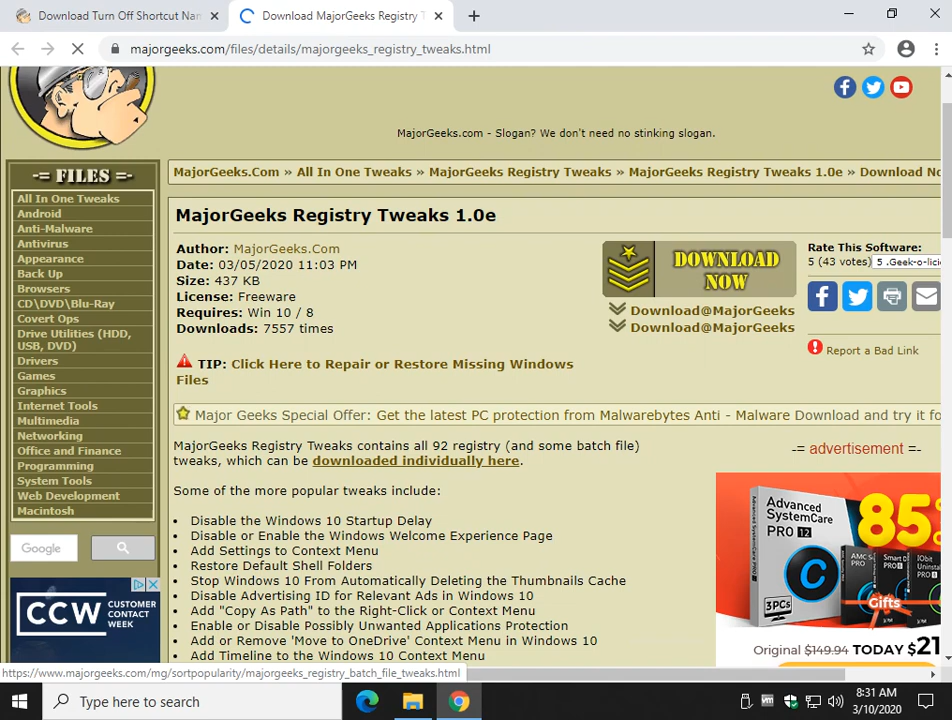 Download Turn Off Shortcut Nan
Download MajorGeeks Registry T
majorgeeks.com/files/details/majorgeeks_registry_tweaks.html
MajorGeeks.com - Slogan? We don't need no stinking slogan.
-= FILES =-
All In One Tweaks
Android
Anti-Malware
Antivirus
Appearance
Back Up
Browsers
CD\DVD\Blu-Ray
Covert Ops
Drive Utilities (HDD,
USB, DVD)
Drivers
Games
Graphics
Internet Tools
Multimedia
Networking
Office and Finance
Programming
System Tools
Web Development
Macintosh
Google
CCW CUSTOMER
CONTACT
WEEK
MajorGeeks.Com » All In One Tweaks » MajorGeeks Registry Tweaks » MajorGeeks Registry Tweaks 1.0e » Download No
MajorGeeks Registry Tweaks 1.0e
Author: MajorGeeks.Com
Date: 03/05/2020 11:03 PM
Size: 437 KB
License: Freeware
Requires: Win 10 / 8
Downloads: 7557 times
DOWNLOAD
NOW
Download@MajorGeeks
Download@MajorGeeks
Rate This Software:
5 (43 votes) 5 .Geek-o-lici
Report a Bad Link
TIP: Click Here to Repair or Restore Missing Windows
Files
Major Geeks Special Offer: Get the latest PC protection from Malwarebytes Anti - Malware Download and try it fo
MajorGeeks Registry Tweaks contains all 92 registry (and some batch file)
tweaks, which can be downloaded individually here.
Some of the more popular tweaks include:
• Disable the Windows 10 Startup Delay
• Disable or Enable the Windows Welcome Experience Page
• Add Settings to Context Menu
• Restore Default Shell Folders
• Stop Windows 10 From Automatically Deleting the Thumbnails Cache
• Disable Advertising ID for Relevant Ads in Windows 10
• Add "Copy As Path" to the Right-Click or Context Menu
• Enable or Disable Possibly Unwanted Applications Protection
• Add or Remove 'Move to OneDrive' Context Menu in Windows 10
• Add Timeline to the Windows 10 Context Menu
-= advertisement =-
85
Advanced
SystemCare
PRO 12
3PCs
Gifts
Original $149.94 TODAY $21
https://www.majorgeeks.com/mg/sortpopularity/majorgeeks_registry_batch_file_tweaks.html
Type here to search
8:31 AM
3/10/2020